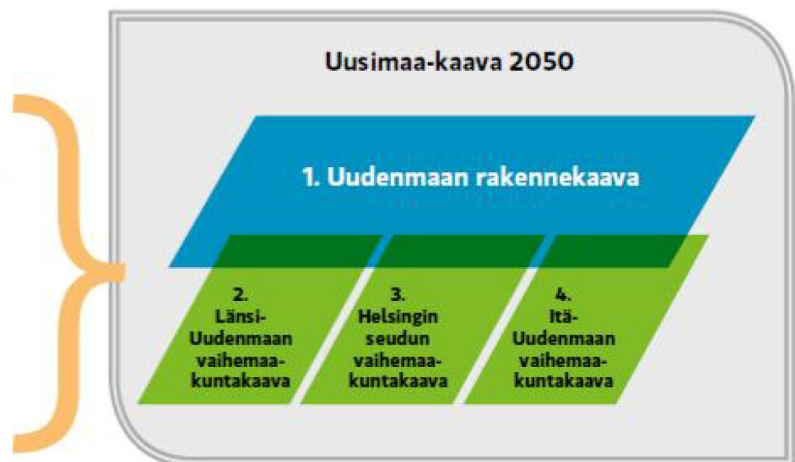 Uusimaa-kaava 2050
1. Uudenmaan rakennekaava
2.
Länsi-
Uudenmaan
vaihemaa-
kuntakaava
3.
Helsingin
seudun
vaihemaa-
kuntakaava
4.
Itä-
Uudenmaan
vaihemaa-
kuntakaava